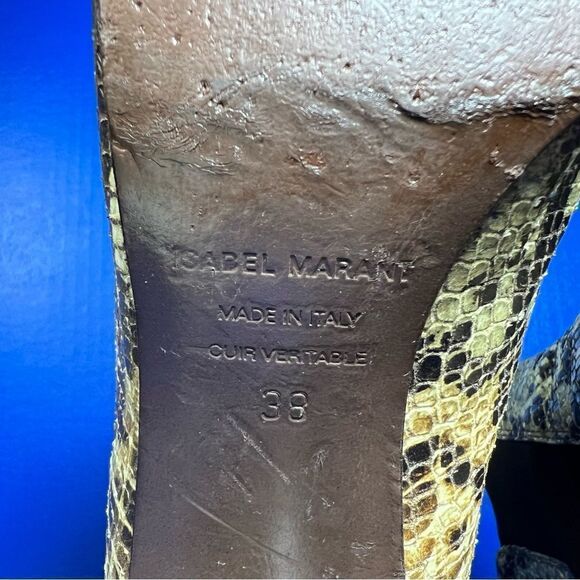 ISABEL MARANT
MADE IN ITALY
CUIR VERITABLE
38